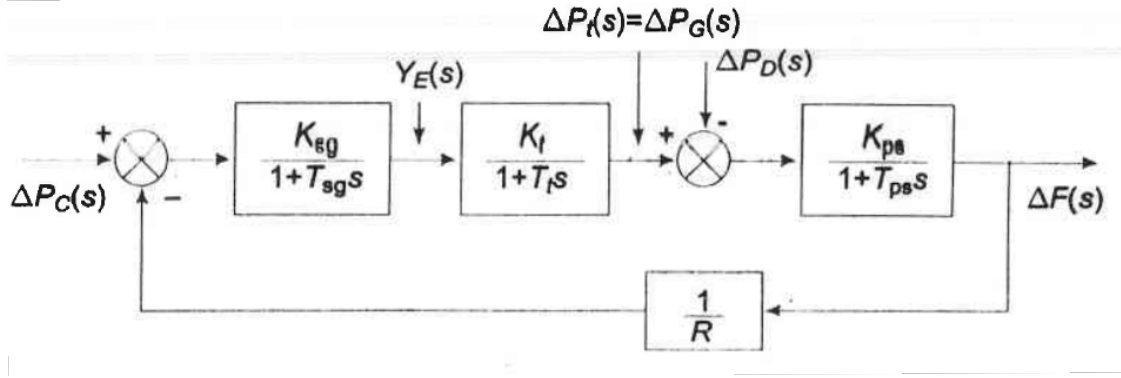 ΔP_t(s)=ΔP_G(s)
ΔP_D(s)
Y_E(s)
+
K_sg
1+T_sg s
K_t
1+T_t s
+
-
K_ps
1+T_ps s
ΔP_C(s)
−
ΔF(s)
1
R